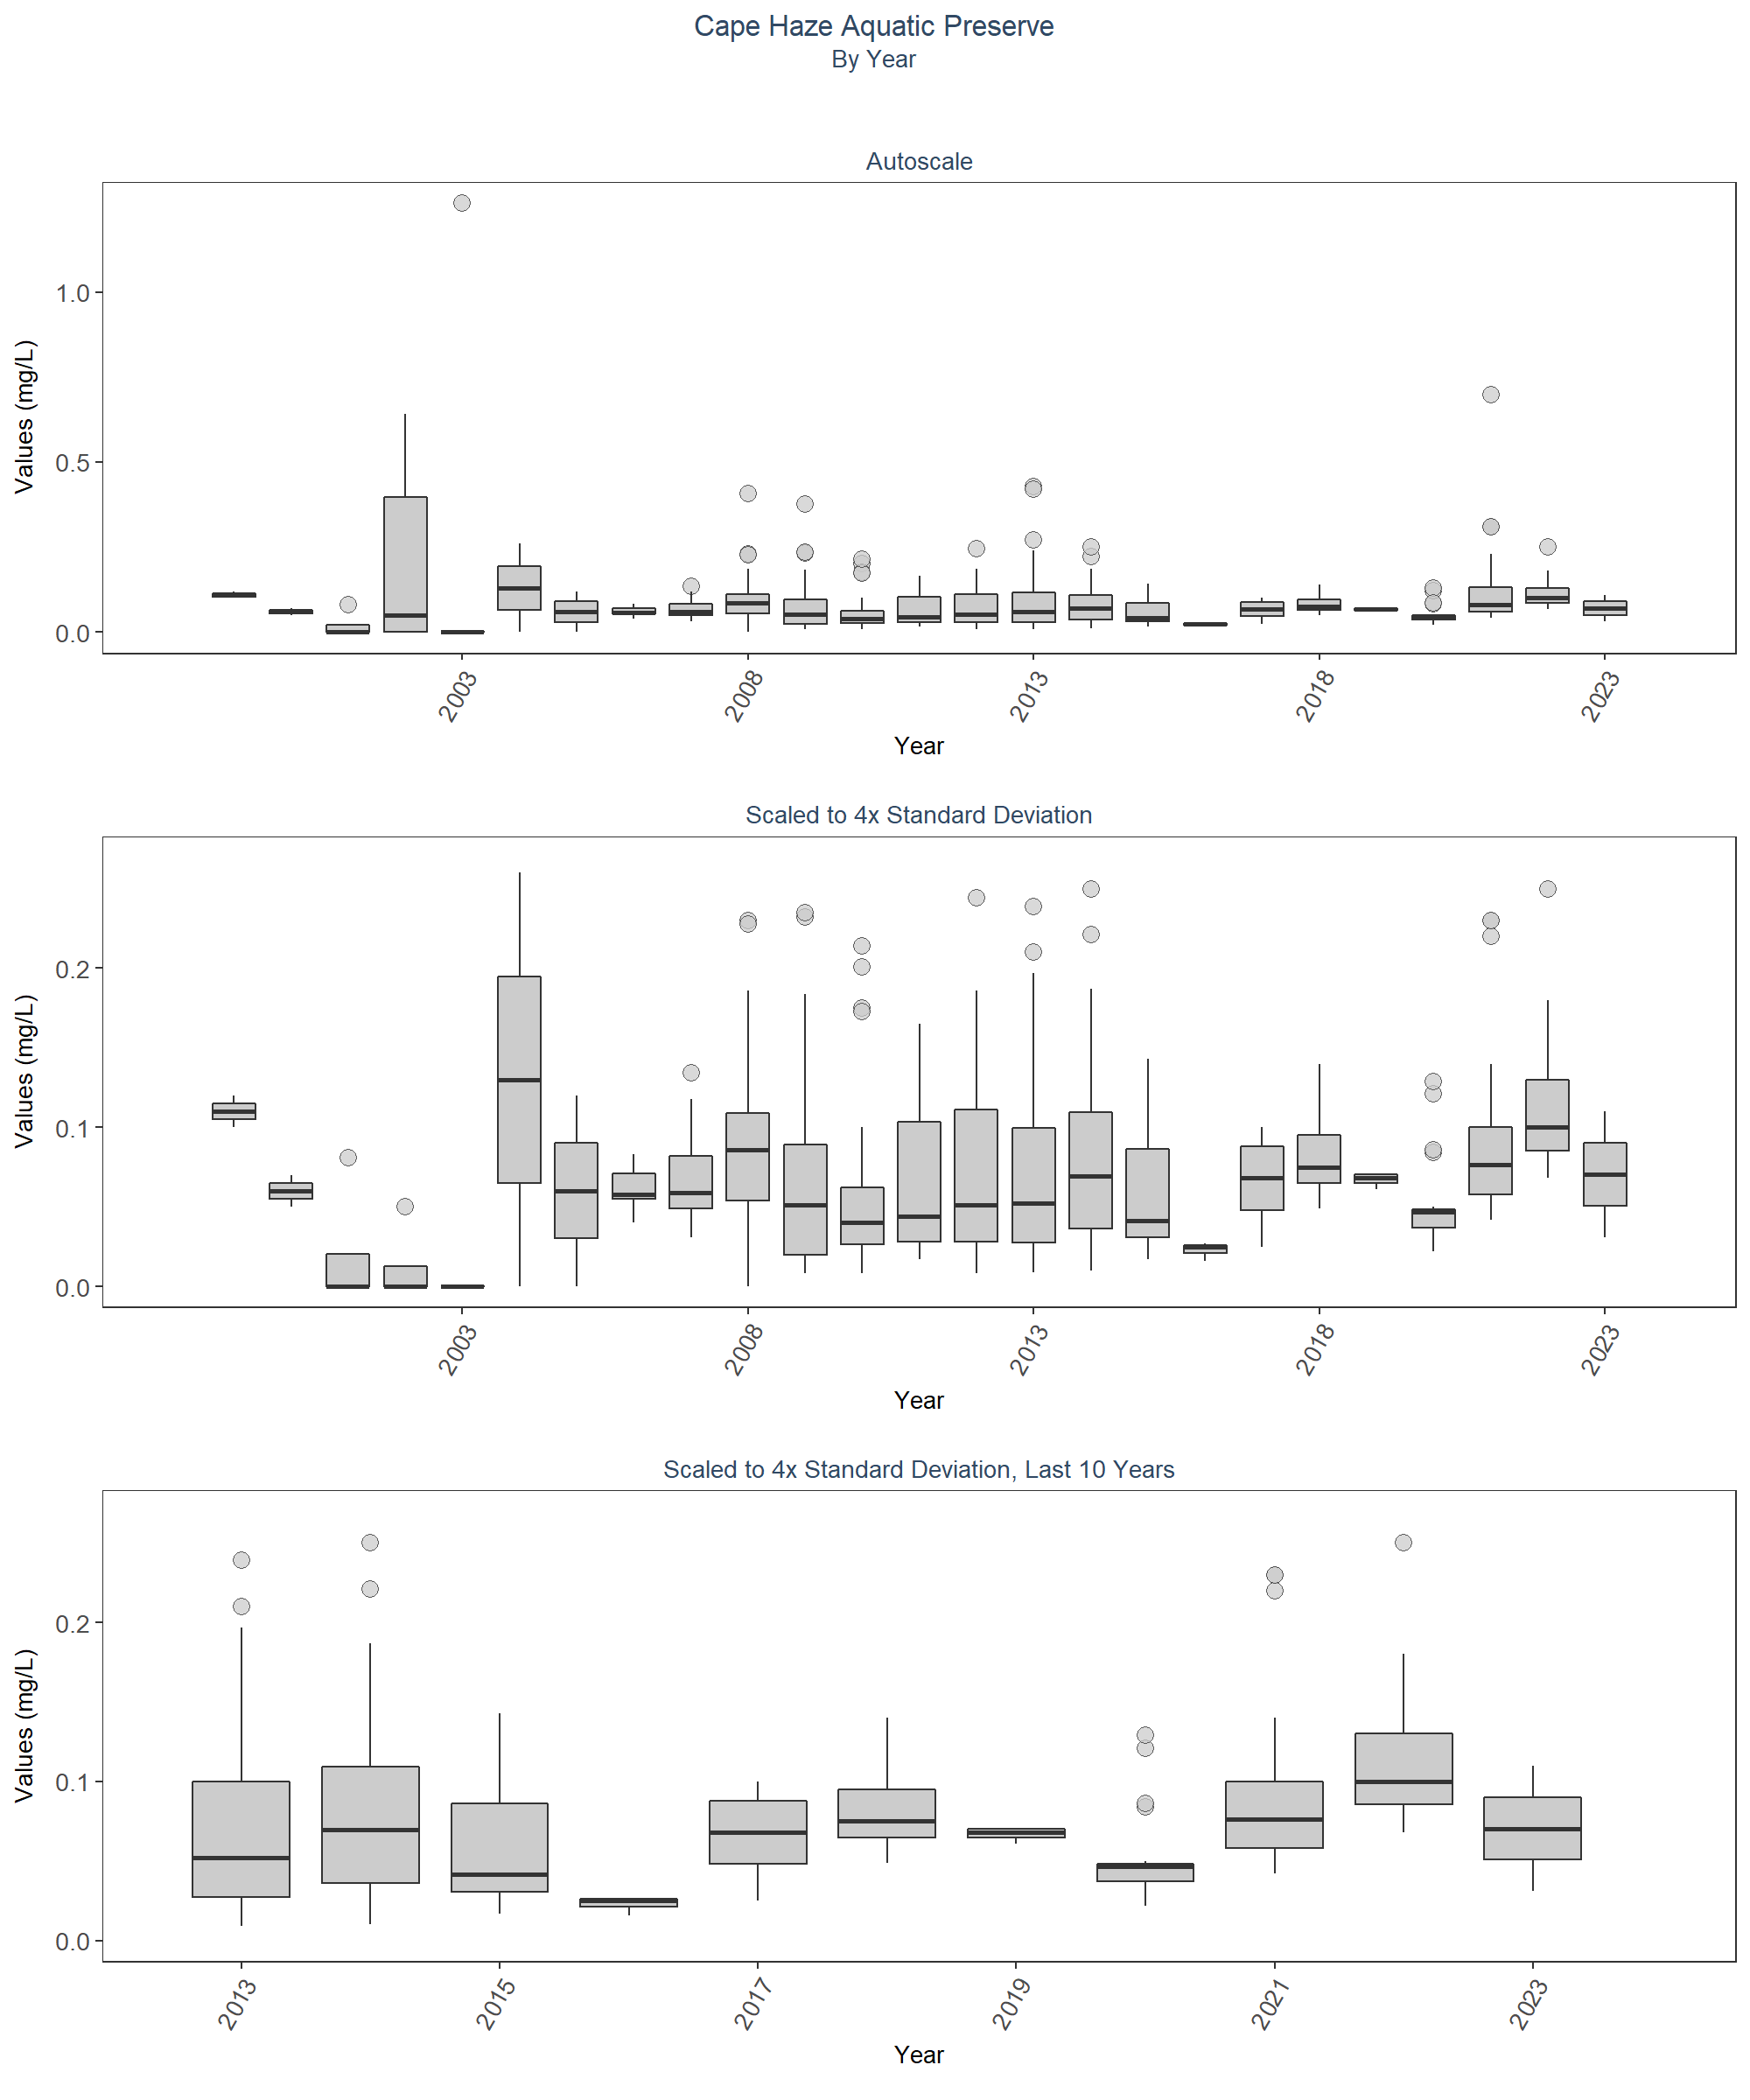 Cape Haze Aquatic Preserve
By Year
Autoscale
Values (mg/L)
1.0
0.5
0.0
2003 2008 2013 2018 2023
Year
Scaled to 4x Standard Deviation
Values (mg/L)
0.2
0.1
0.0
2003 2008 2013 2018 2023
Year
Scaled to 4x Standard Deviation, Last 10 Years
Values (mg/L)
0.2
0.1
0.0
2013 2015 2017 2019 2021 2023
Year